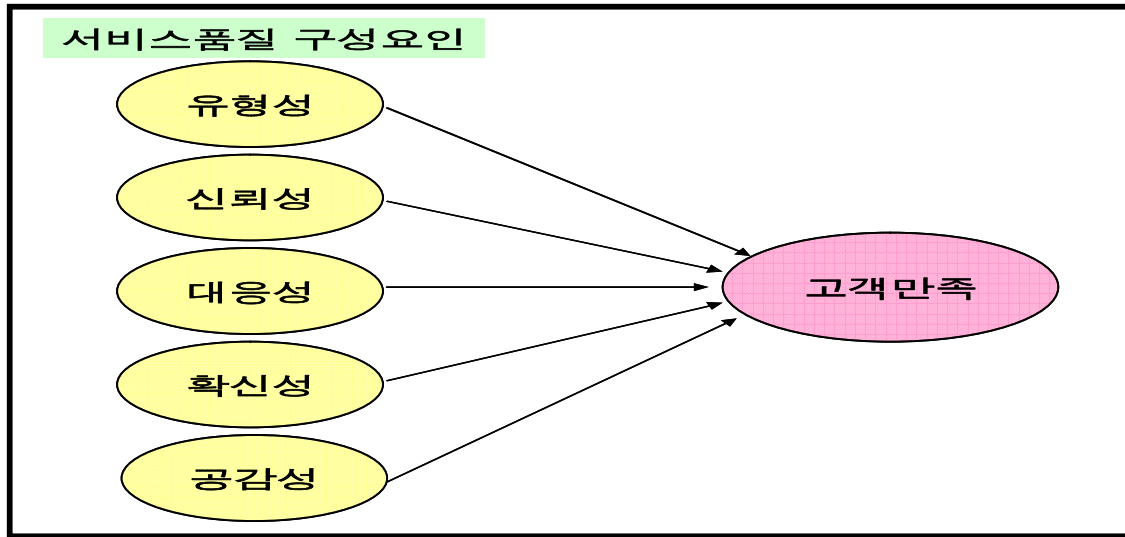 서비스품질 구성요인
유형성
신뢰성
대응성
고객만족
확신성
공감성